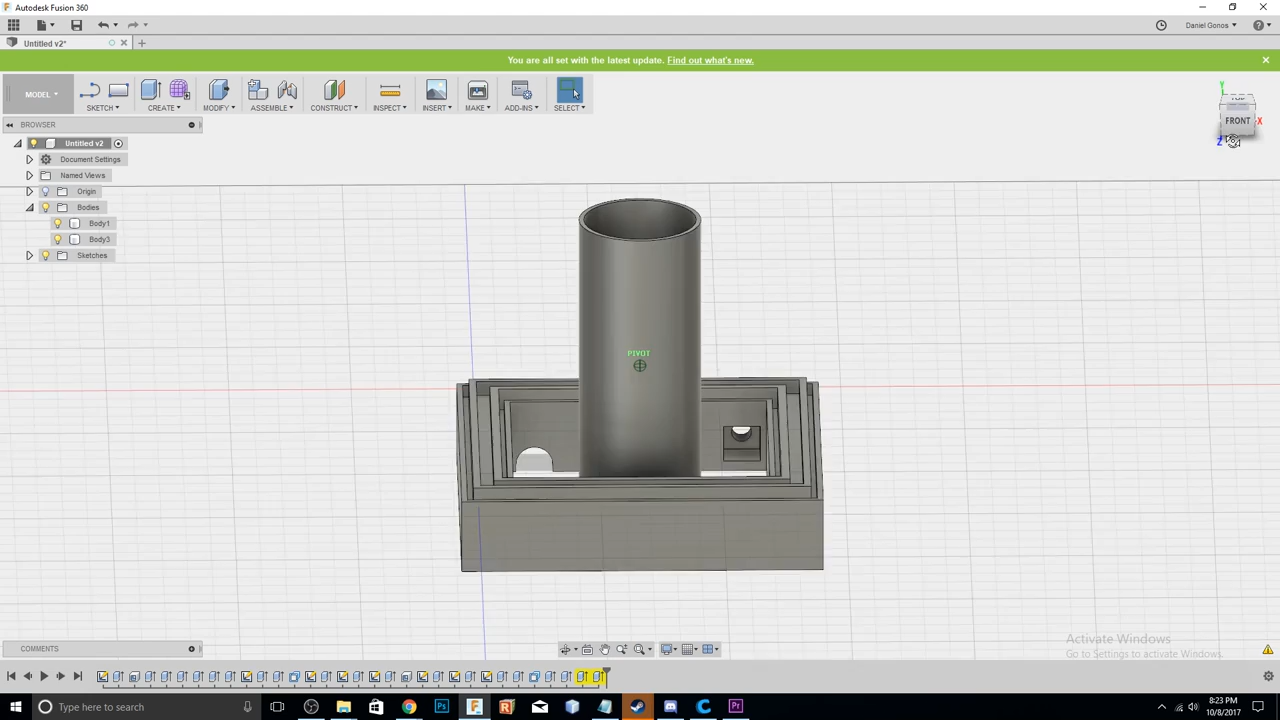 Autodesk Fusion 360
Daniel Gonos
Untitled v2*
You are all set with the latest update. Find out what's new.
MODEL
SKETCH
CREATE
MODIFY
ASSEMBLE
CONSTRUCT
INSPECT
INSERT
MAKE
ADD-INS
SELECT
TOP
FRONT
Y
X
Z
BROWSER
Untitled v2
Document Settings
Named Views
Origin
Bodies
Body1
Body3
Sketches
PIVOT
Activate Windows
Go to Settings to activate Windows.
COMMENTS
Type here to search
8:23 PM
10/8/2017